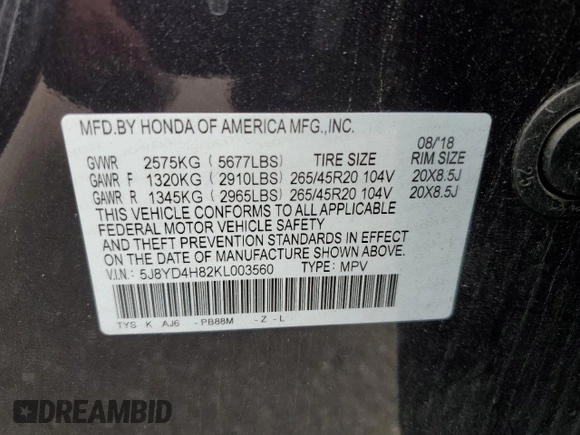 MFD.BY HONDA OF AMERICA MFG.,INC.
08/'18
GVWR 2575KG ( 5677LBS) TIRE SIZE RIM SIZE
GAWR F 1320KG ( 2910LBS) 265/45R20 104V 20X8.5J
GAWR R 1345KG ( 2965LBS) 265/45R20 104V 20X8.5J
THIS VEHICLE CONFORMS TO ALL APPLICABLE
FEDERAL MOTOR VEHICLE SAFETY
AND THEFT PREVENTION STANDARDS IN EFFECT
ON THE DATE OF MANUFACTURE SHOWN ABOVE.
V.I.N: 5J8YD4H82KL003560 TYPE: MPV
TYS K AJ6 -PB88M -Z -L
DREAMBID